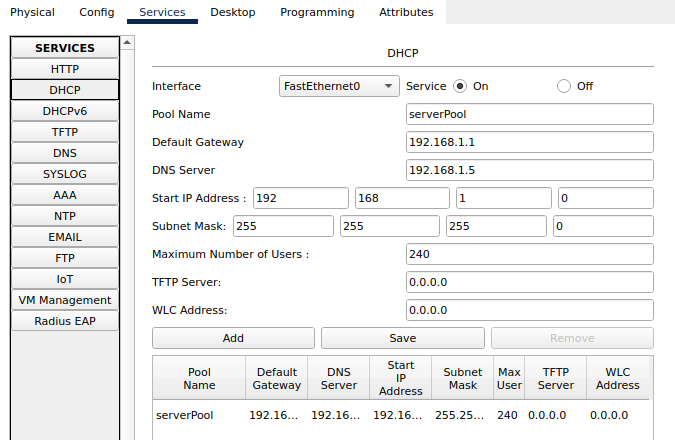 Physical Config Services Desktop Programming Attributes
SERVICES
HTTP
DHCP
DHCPv6
TFTP
DNS
SYSLOG
AAA
NTP
EMAIL
FTP
IoT
VM Management
Radius EAP
DHCP
Interface FastEthernet0 Service On Off
Pool Name serverPool
Default Gateway 192.168.1.1
DNS Server 192.168.1.5
Start IP Address : 192 168 1 0
Subnet Mask: 255 255 255 0
Maximum Number of Users : 240
TFTP Server: 0.0.0.0
WLC Address: 0.0.0.0
Add Save Remove
Pool Name Default Gateway DNS Server Start IP Address Subnet Mask Max User TFTP Server WLC Address
serverPool 192.16... 192.16... 192.16... 255.25... 240 0.0.0.0 0.0.0.0